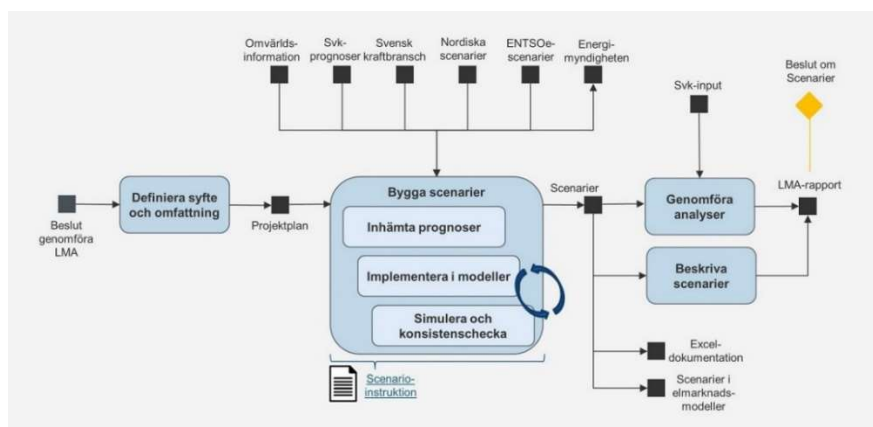 Omvärlds-
information
Svk-
prognoser
Svensk
kraftbransch
Nordiska
scenarier
ENTSOe-
scenarier
Energi-
myndigheten
Beslut om
Scenarier
Svk-input
Beslut
genomföra
LMA
Definiera syfte
och omfattning
Projektplan
Bygga scenarier
Inhämta prognoser
Implementera i modeller
Simulera och
konsistenschecka
Scenario-
instruktion
Scenarier
Genomföra
analyser
LMA-rapport
Beskriva
scenarier
Excel-
dokumentation
Scenarier i
elmarknads-
modeller